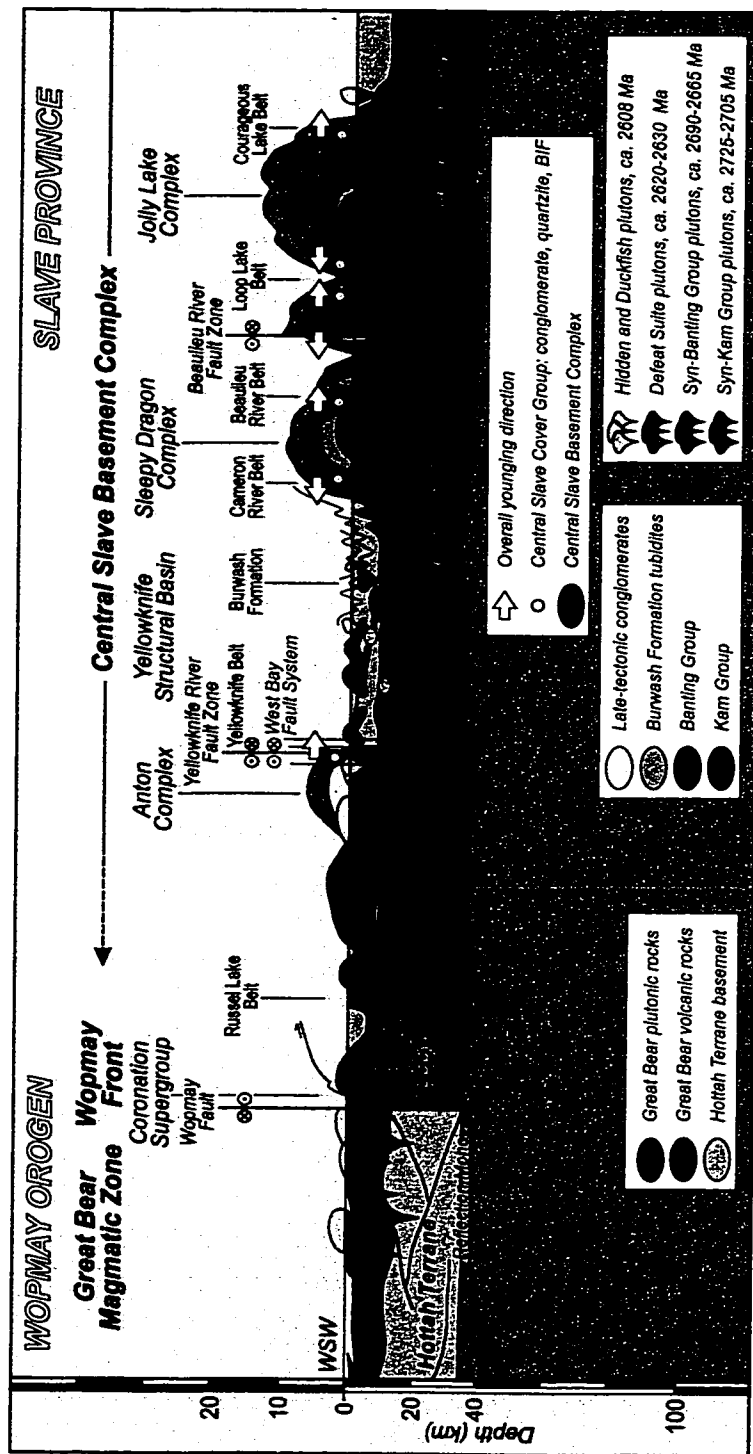 WOPMAY OROGEN
SLAVE PROVINCE
Great Bear
Magmatic Zone
Wopmay
Front
Central Slave Basement Complex
Coronation
Supergroup
Wopmay
Fault
Russel Lake
Belt
Anton
Complex
Yellowknife River
Fault Zone
Yellowknife Belt
West Bay
Fault System
Yellowknife
Structural Basin
Burwash
Formation
Sleepy Dragon
Complex
Cameron
River Belt
Beaulieu
River Belt
Beaulieu River
Fault Zone
Loop Lake
Belt
Jolly Lake
Complex
Courageous
Lake Belt
WSW
20
10
0
20
40
100
Depth (km)
Hottah Terrane
Great Bear plutonic rocks
Great Bear volcanic rocks
Hottah Terrane basement
Overall younging direction
Central Slave Cover Group: conglomerate, quartzite, BIF
Central Slave Basement Complex
Late-tectonic conglomerates
Burwash Formation tubidites
Banting Group
Kam Group
Hidden and Duckfish plutons, ca. 2608 Ma
Defeat Suite plutons, ca. 2620-2630 Ma
Syn-Banting Group plutons, ca. 2690-2665 Ma
Syn-Kam Group plutons, ca. 2725-2705 Ma